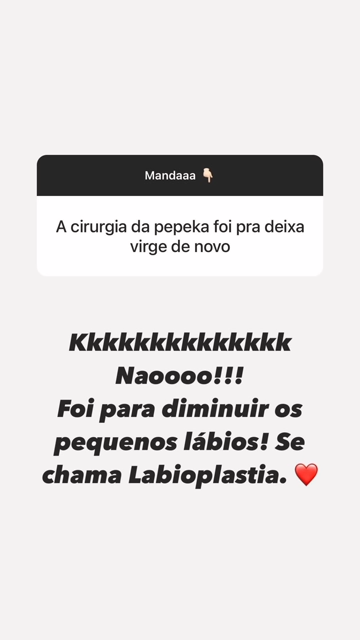 Mandaaa 👇🏻
A cirurgia da pepeka foi pra deixa
virge de novo
Kkkkkkkkkkkkkkk
Naoooo!!!
Foi para diminuir os
pequenos lábios! Se
chama Labioplastia. ❤️